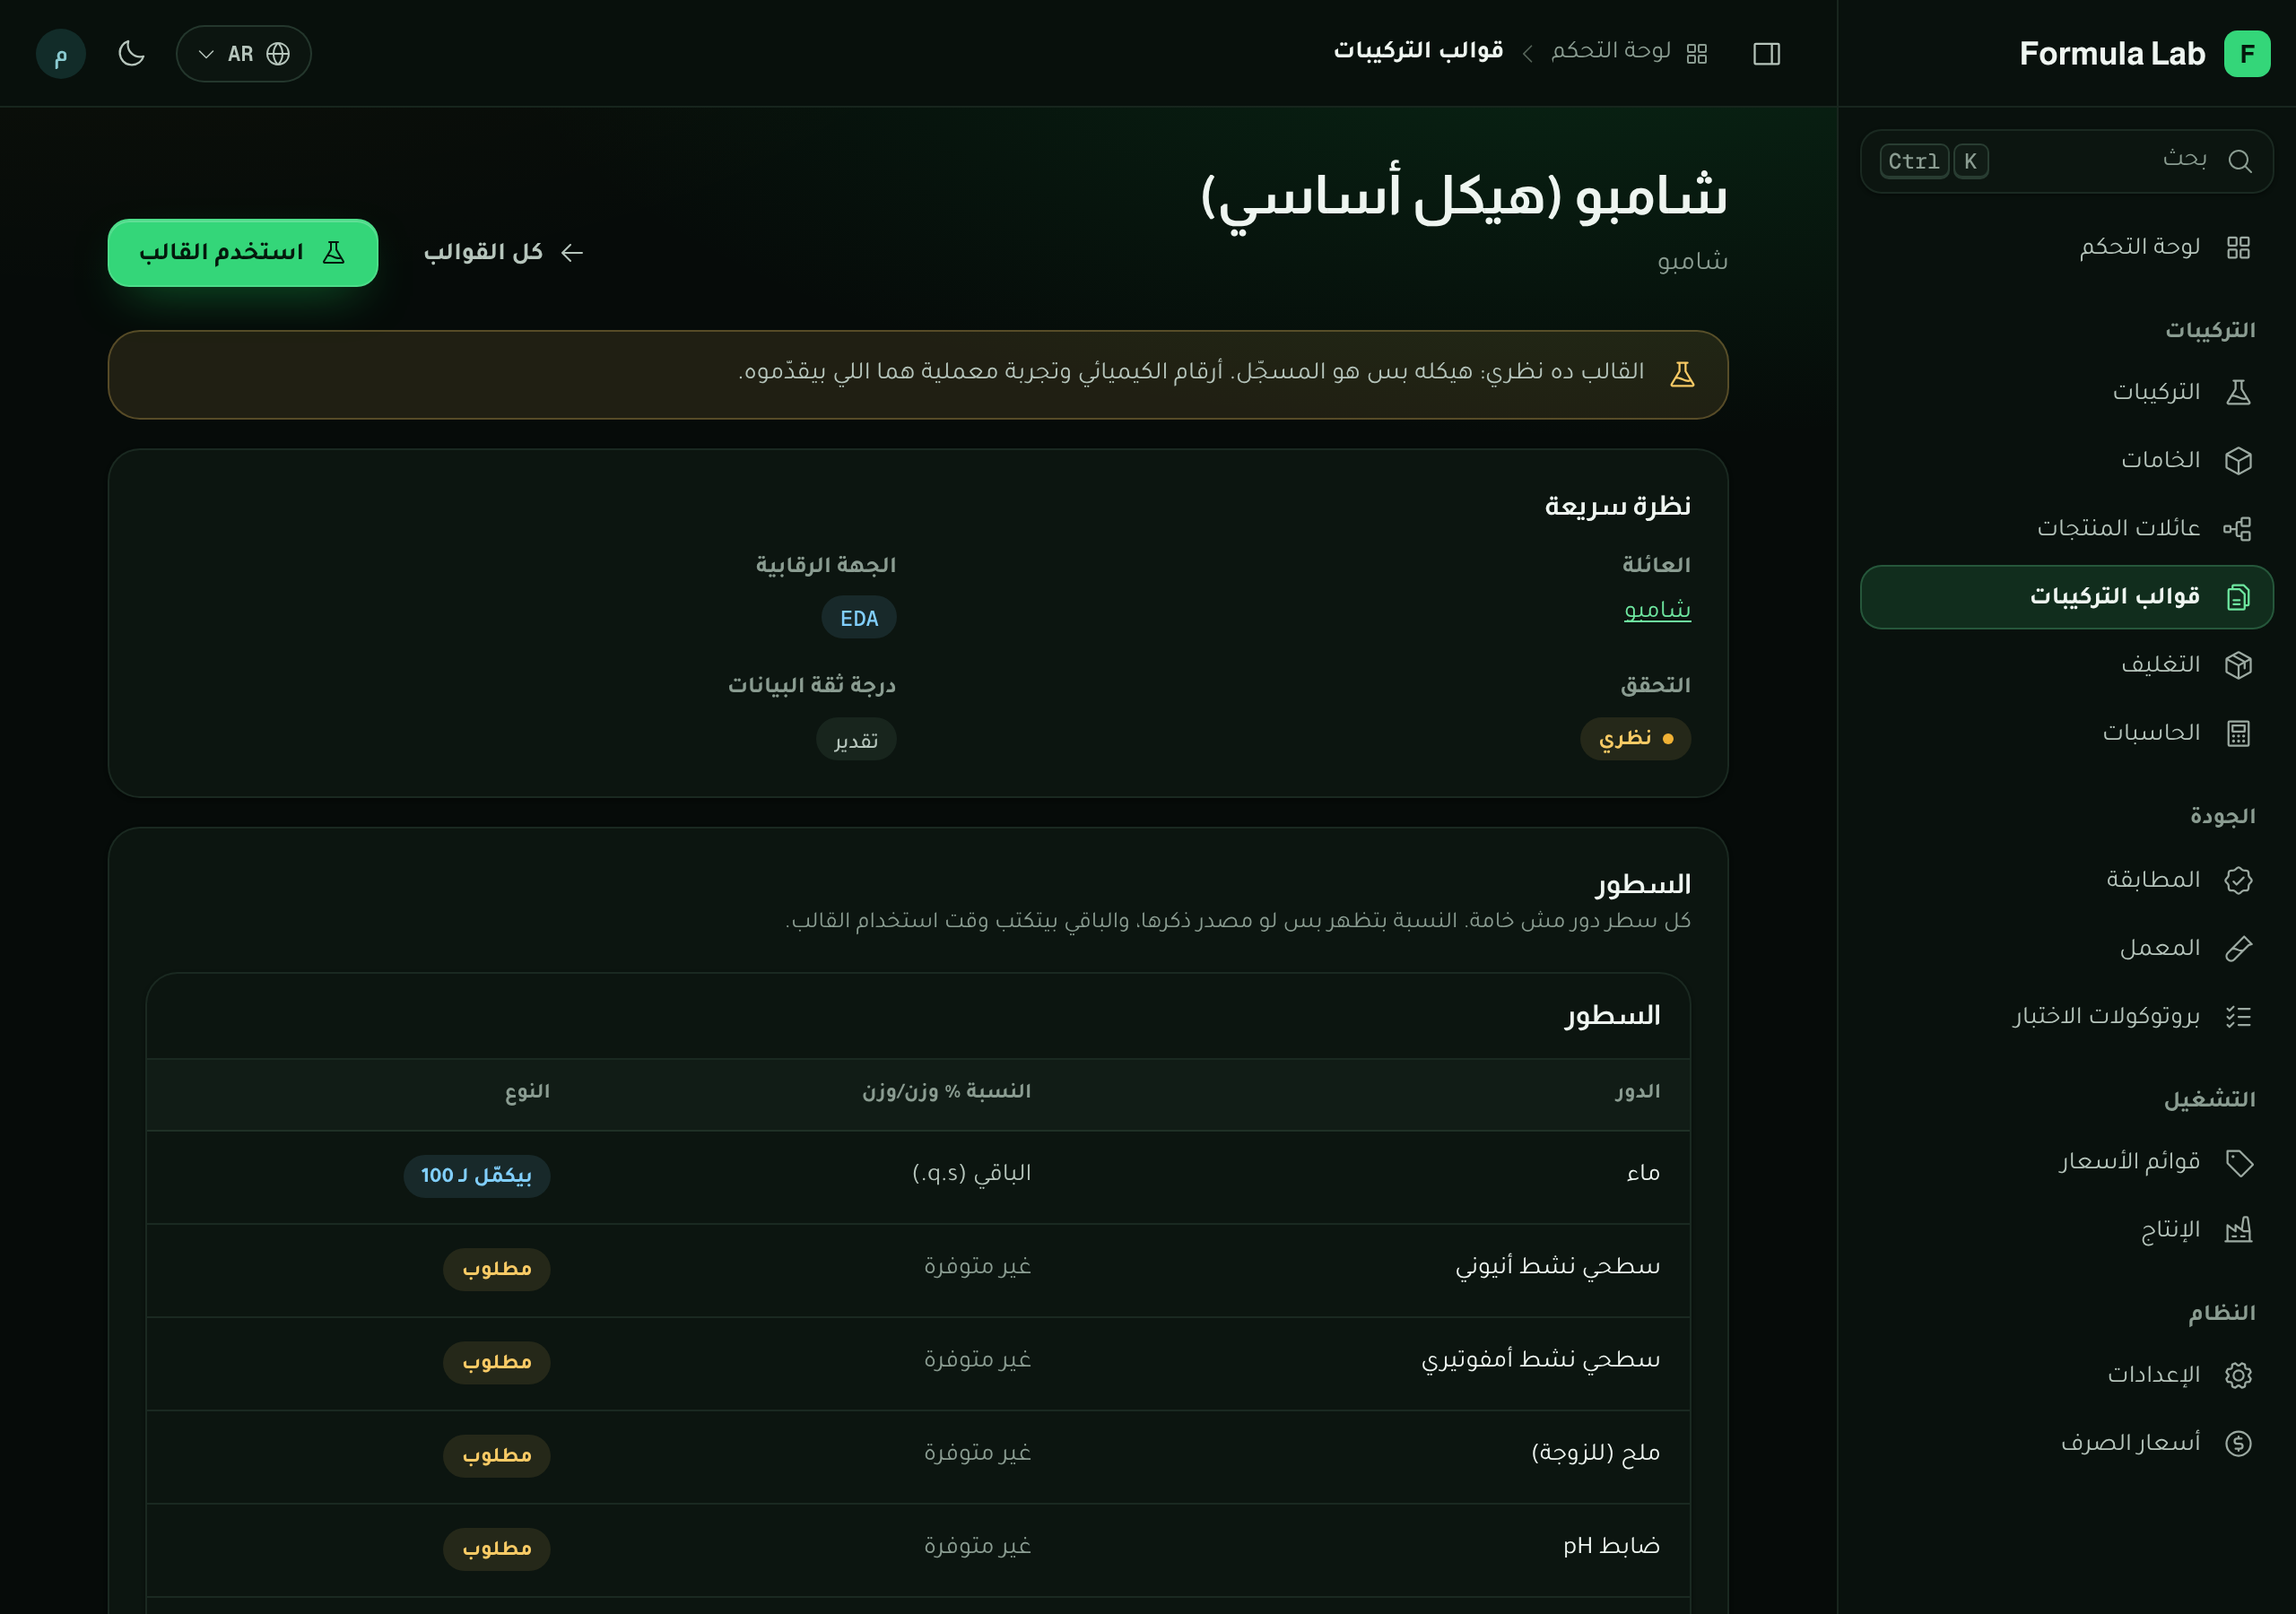 F
Formula Lab
بحث
Ctrl K
لوحة التحكم
التركيبات
التركيبات
الخامات
عائلات المنتجات
قوالب التركيبات
التغليف
الحاسبات
الجودة
المطابقة
المعمل
بروتوكولات الاختبار
التشغيل
قوائم الأسعار
الإنتاج
النظام
الإعدادات
أسعار الصرف
لوحة التحكم
قوالب التركيبات
AR
م
شامبو (هيكل أساسي)
شامبو
كل القوالب
استخدم القالب
القالب ده نظري: هيكله بس هو المسجّل. أرقام الكيميائي وتجربة معملية هما اللي بيقدّموه.
نظرة سريعة
العائلة
شامبو
الجهة الرقابية
EDA
التحقق
نظري
درجة ثقة البيانات
تقدير
السطور
كل سطر دور مش خامة. النسبة بتظهر بس لو مصدر ذكرها، والباقي بيتكتب وقت استخدام القالب.
السطور
الدور النسبة % وزن/وزن النوع
ماء الباقي (q.s.) بيكمّل لـ 100
سطحي نشط أنيوني غير متوفرة مطلوب
سطحي نشط أمفوتيري غير متوفرة مطلوب
ملح (للزوجة) غير متوفرة مطلوب
ضابط pH غير متوفرة مطلوب